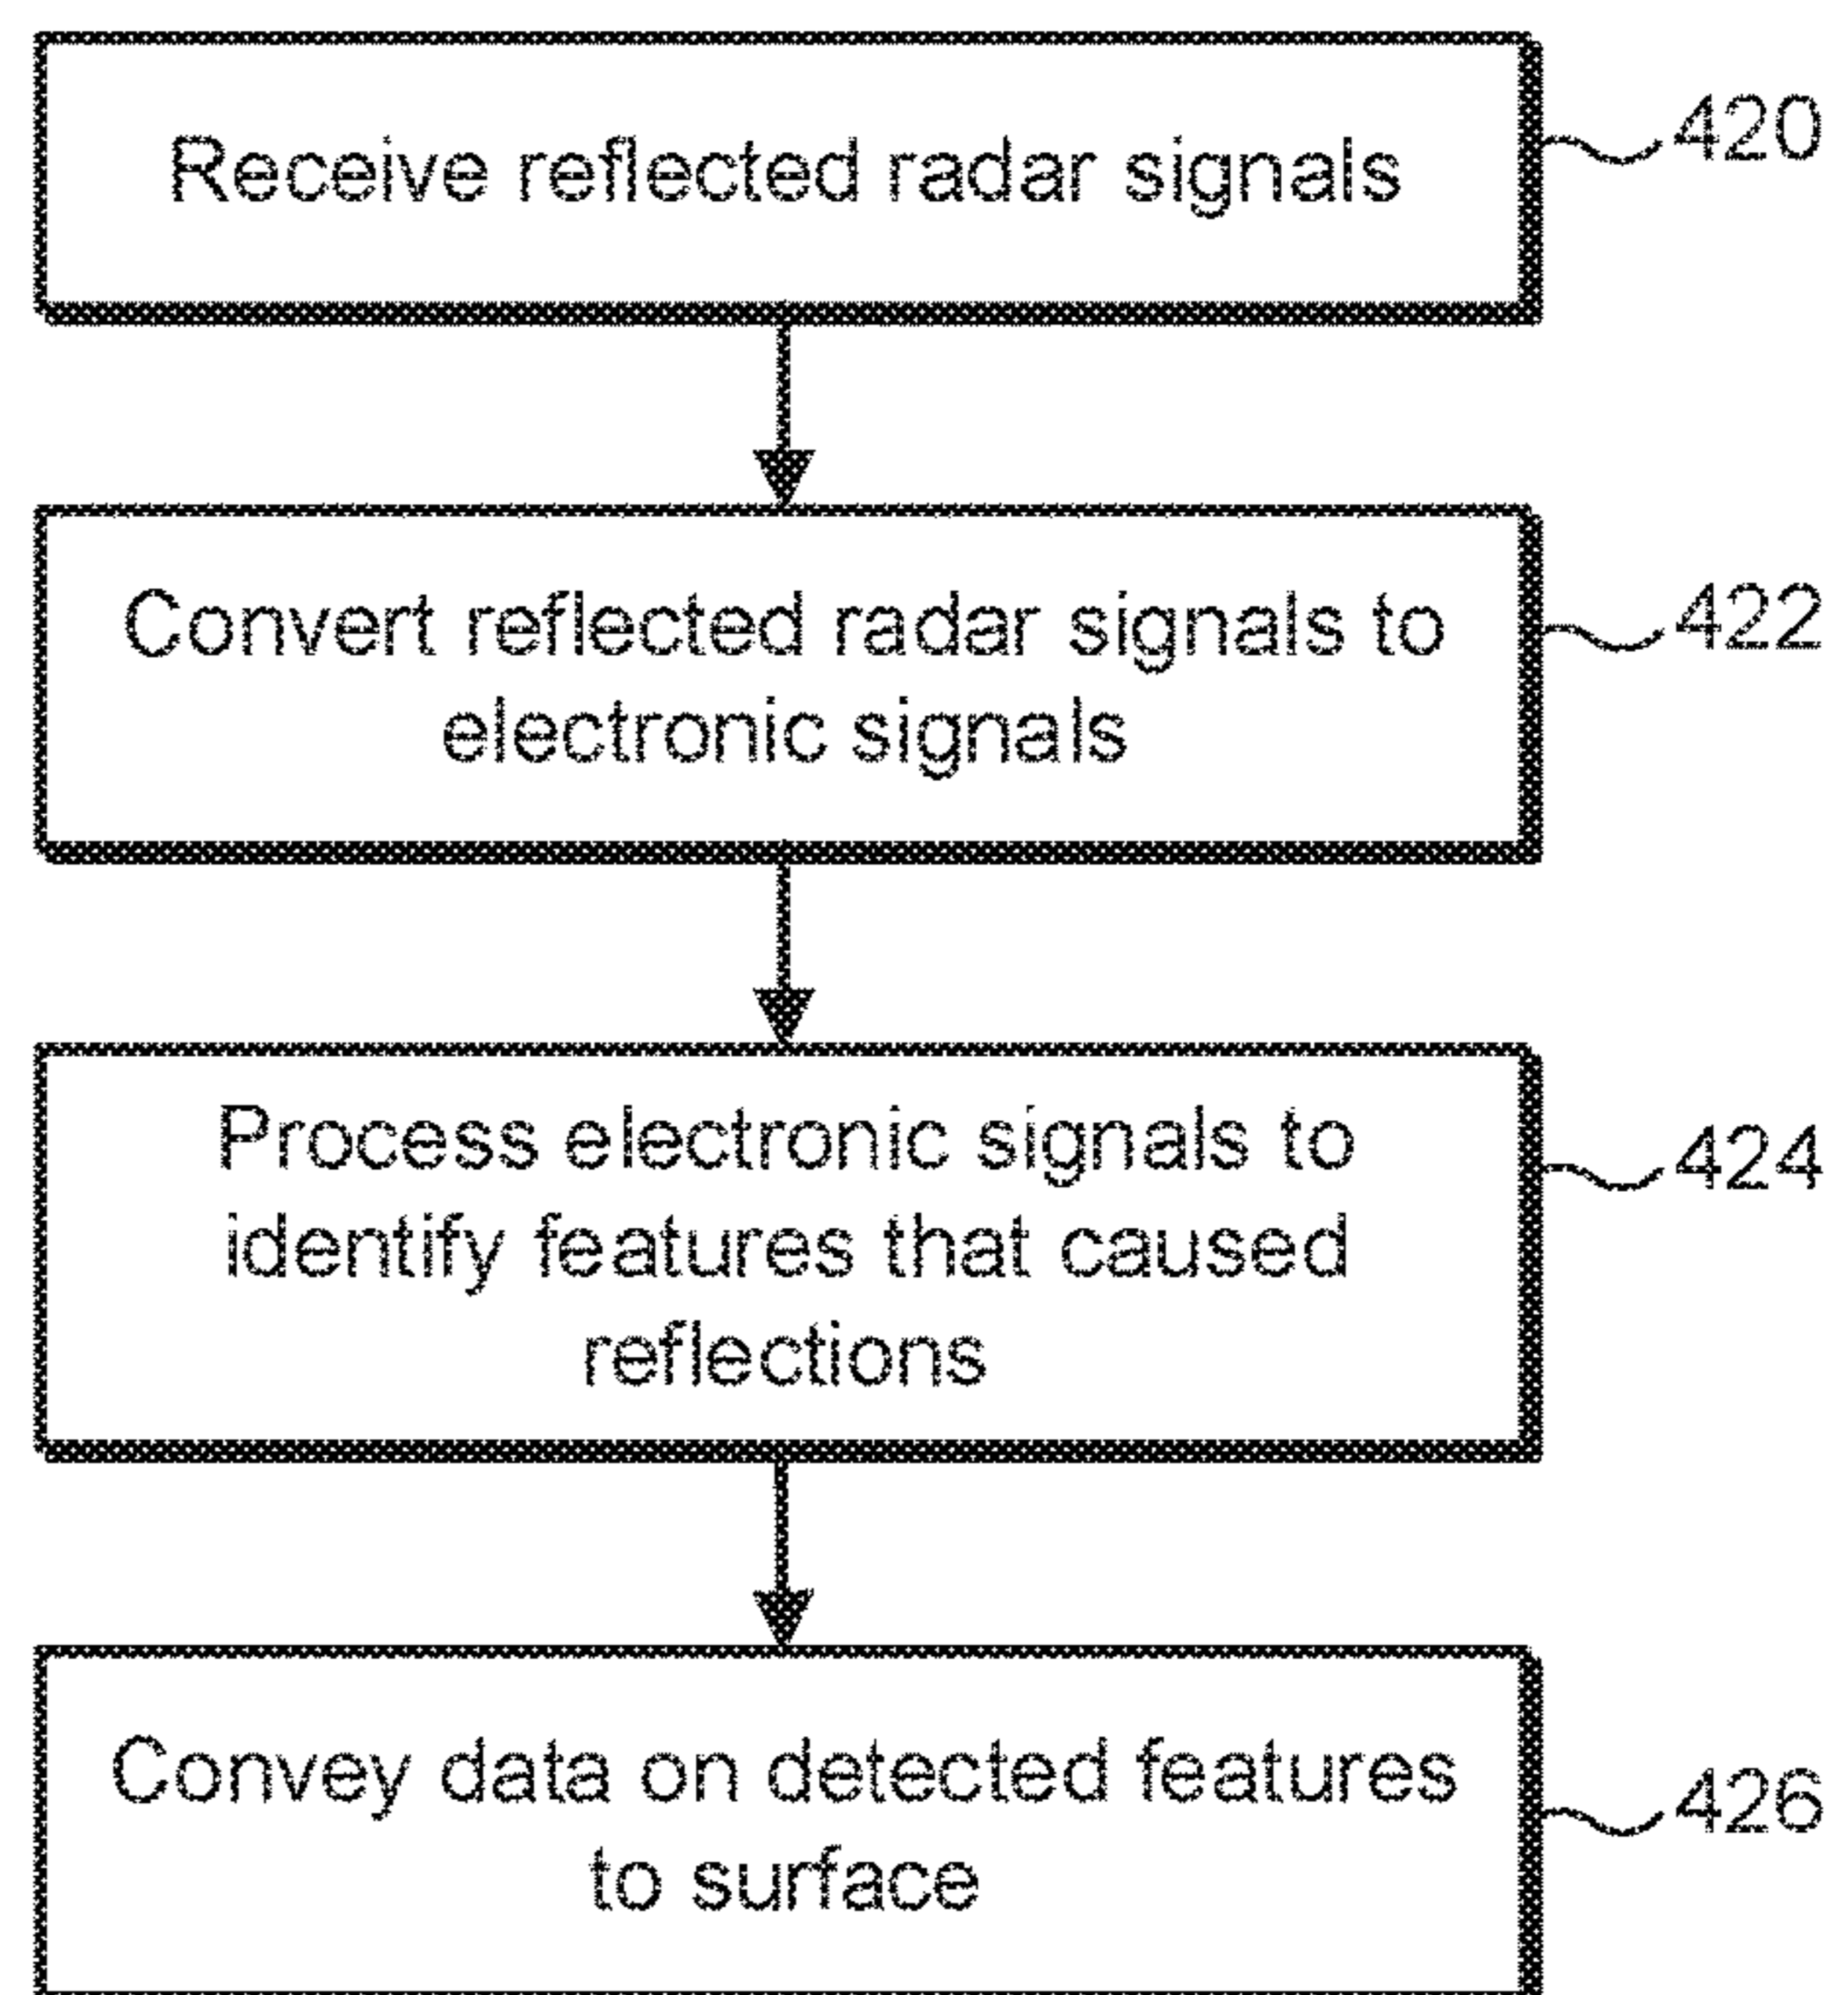 Receive reflected radar signals
420
Convert reflected radar signals to
electronic signals
422
Process electronic signals to
identify features that caused
reflections
424
Convey data on detected features
to surface
426